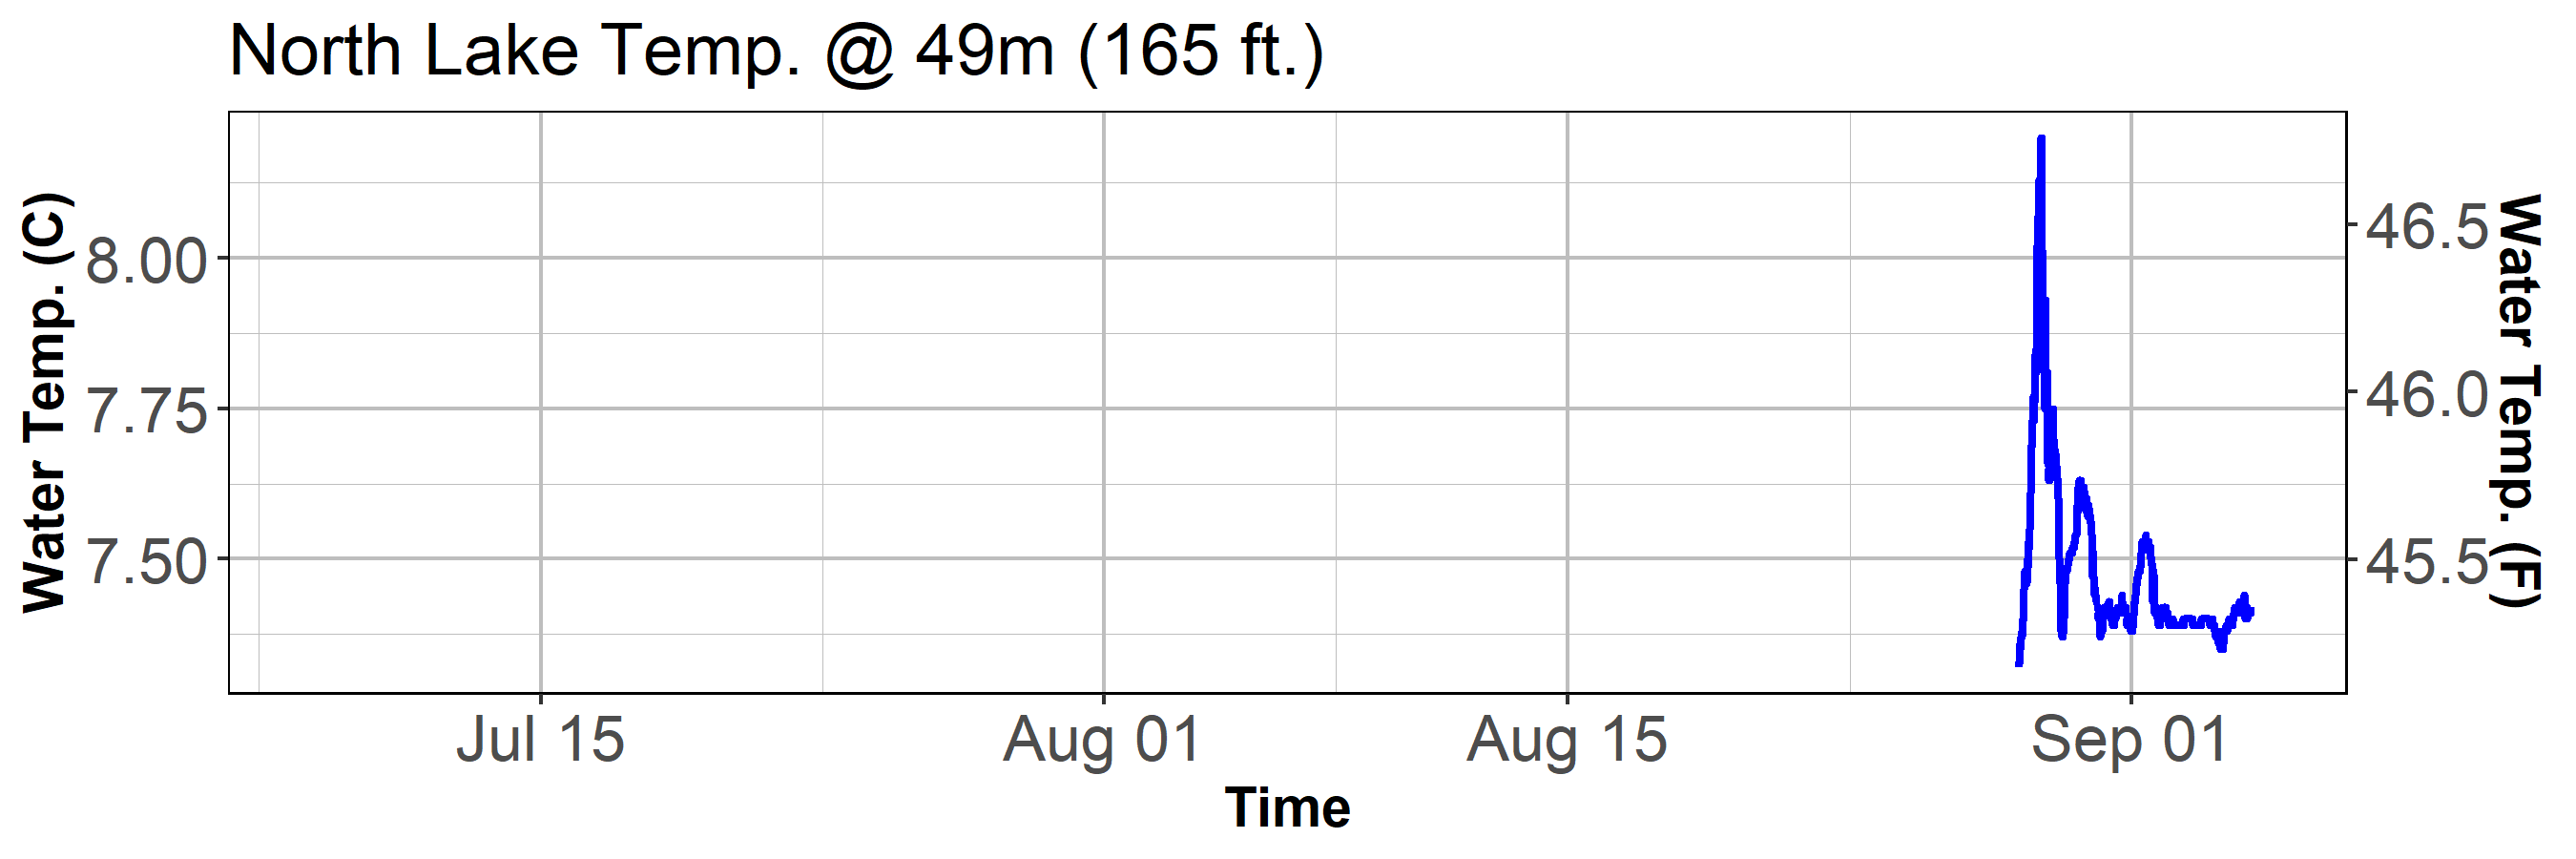 North Lake Temp. @ 49m (165 ft.)
Water Temp. (C)
8.00
7.75
7.50
46.5
46.0
45.5
Water Temp. (F)
Jul 15
Aug 01
Aug 15
Sep 01
Time